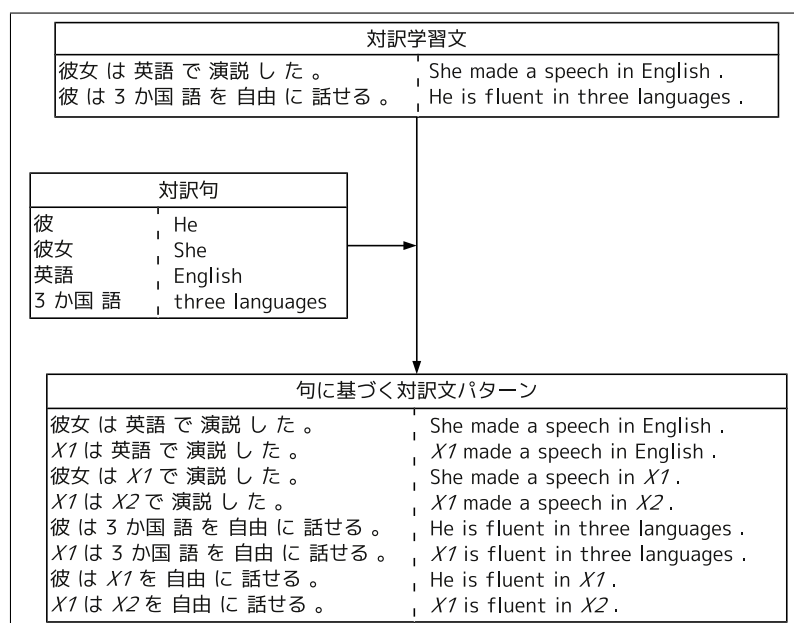 対訳学習文
彼女 は 英語 で 演説 し た 。 She made a speech in English .
彼 は 3 か国 語 を 自由 に 話せる 。 He is fluent in three languages .
対訳句
彼 He
彼女 She
英語 English
3 か国 語 three languages
句に基づく対訳文パターン
彼女 は 英語 で 演説 し た 。 She made a speech in English .
X1 は 英語 で 演説 し た 。 X1 made a speech in English .
彼女 は X1 で 演説 し た 。 She made a speech in X1 .
X1 は X2 で 演説 し た 。 X1 made a speech in X2 .
彼 は 3 か国 語 を 自由 に 話せる 。 He is fluent in three languages .
X1 は 3 か国 語 を 自由 に 話せる 。 X1 is fluent in three languages .
彼 は X1 を 自由 に 話せる 。 He is fluent in X1 .
X1 は X2 を 自由 に 話せる 。 X1 is fluent in X2 .